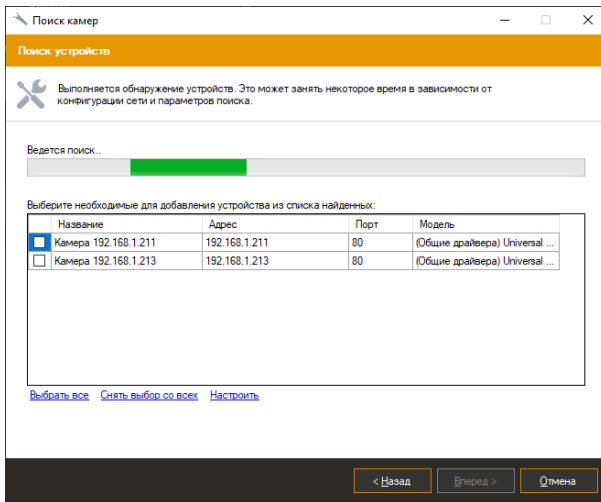 Поиск камер
Поиск устройств
Выполняется обнаружение устройств. Это может занять некоторое время в зависимости от
конфигурации сети и параметров поиска.
Ведется поиск..
Выберите необходимые для добавления устройства из списка найденных:
Название Адрес Порт Модель
Камера 192.168.1.211 192.168.1.211 80 (Общие драйвера) Universal ...
Камера 192.168.1.213 192.168.1.213 80 (Общие драйвера) Universal ...
Выбрать все Снять выбор со всех Настроить
< Назад Вперед > Отмена